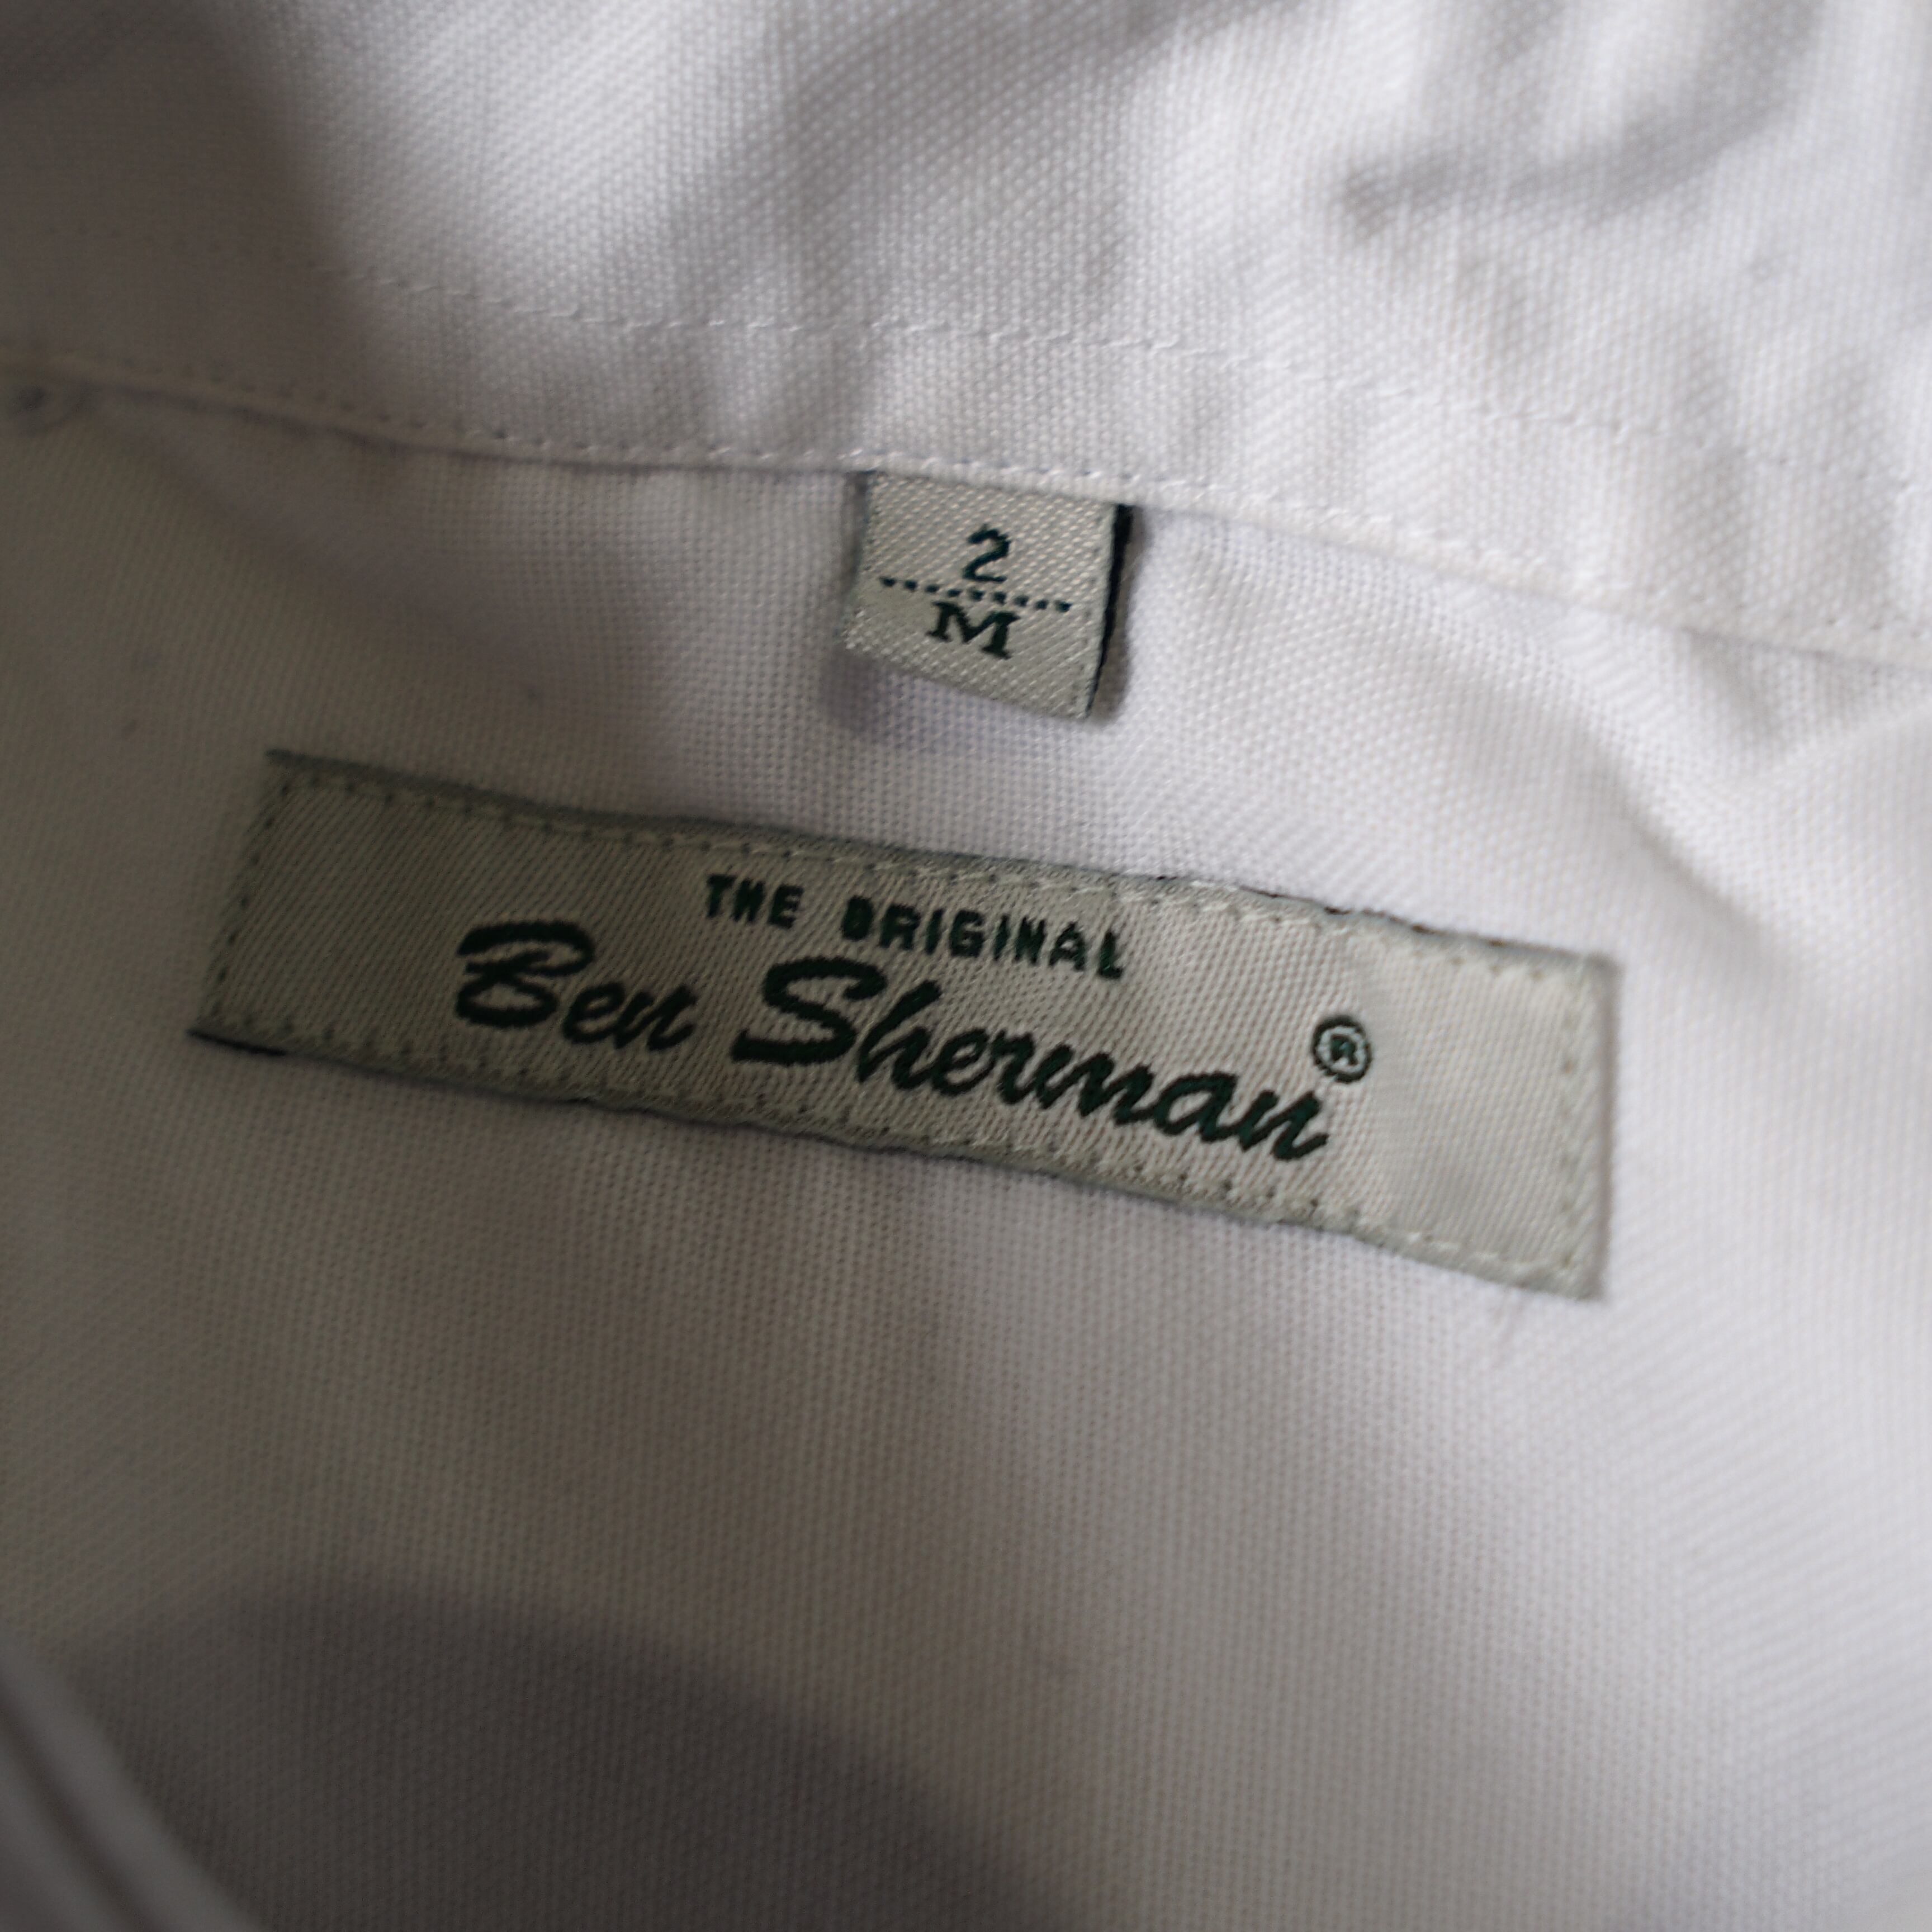 2
M
THE ORIGINAL
Ben Sherman®